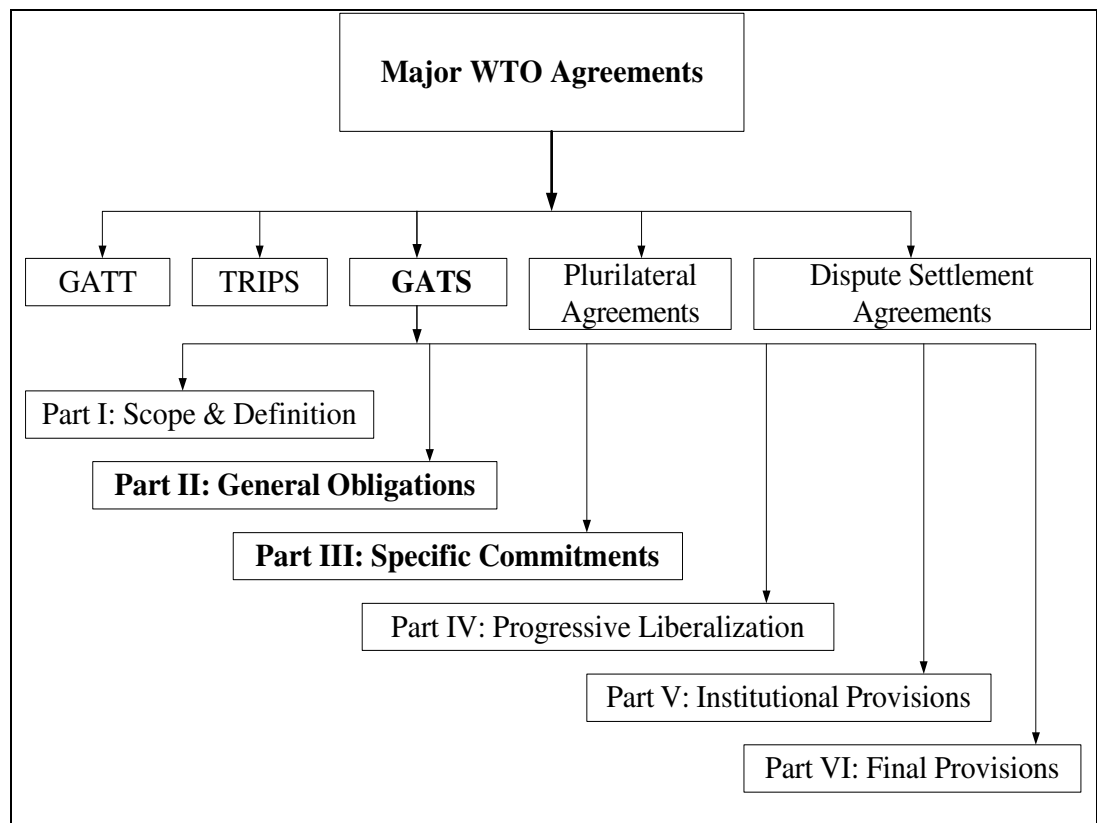 Major WTO Agreements
GATT
TRIPS
GATS
Plurilateral
Agreements
Dispute Settlement
Agreements
Part I: Scope & Definition
Part II: General Obligations
Part III: Specific Commitments
Part IV: Progressive Liberalization
Part V: Institutional Provisions
Part VI: Final Provisions